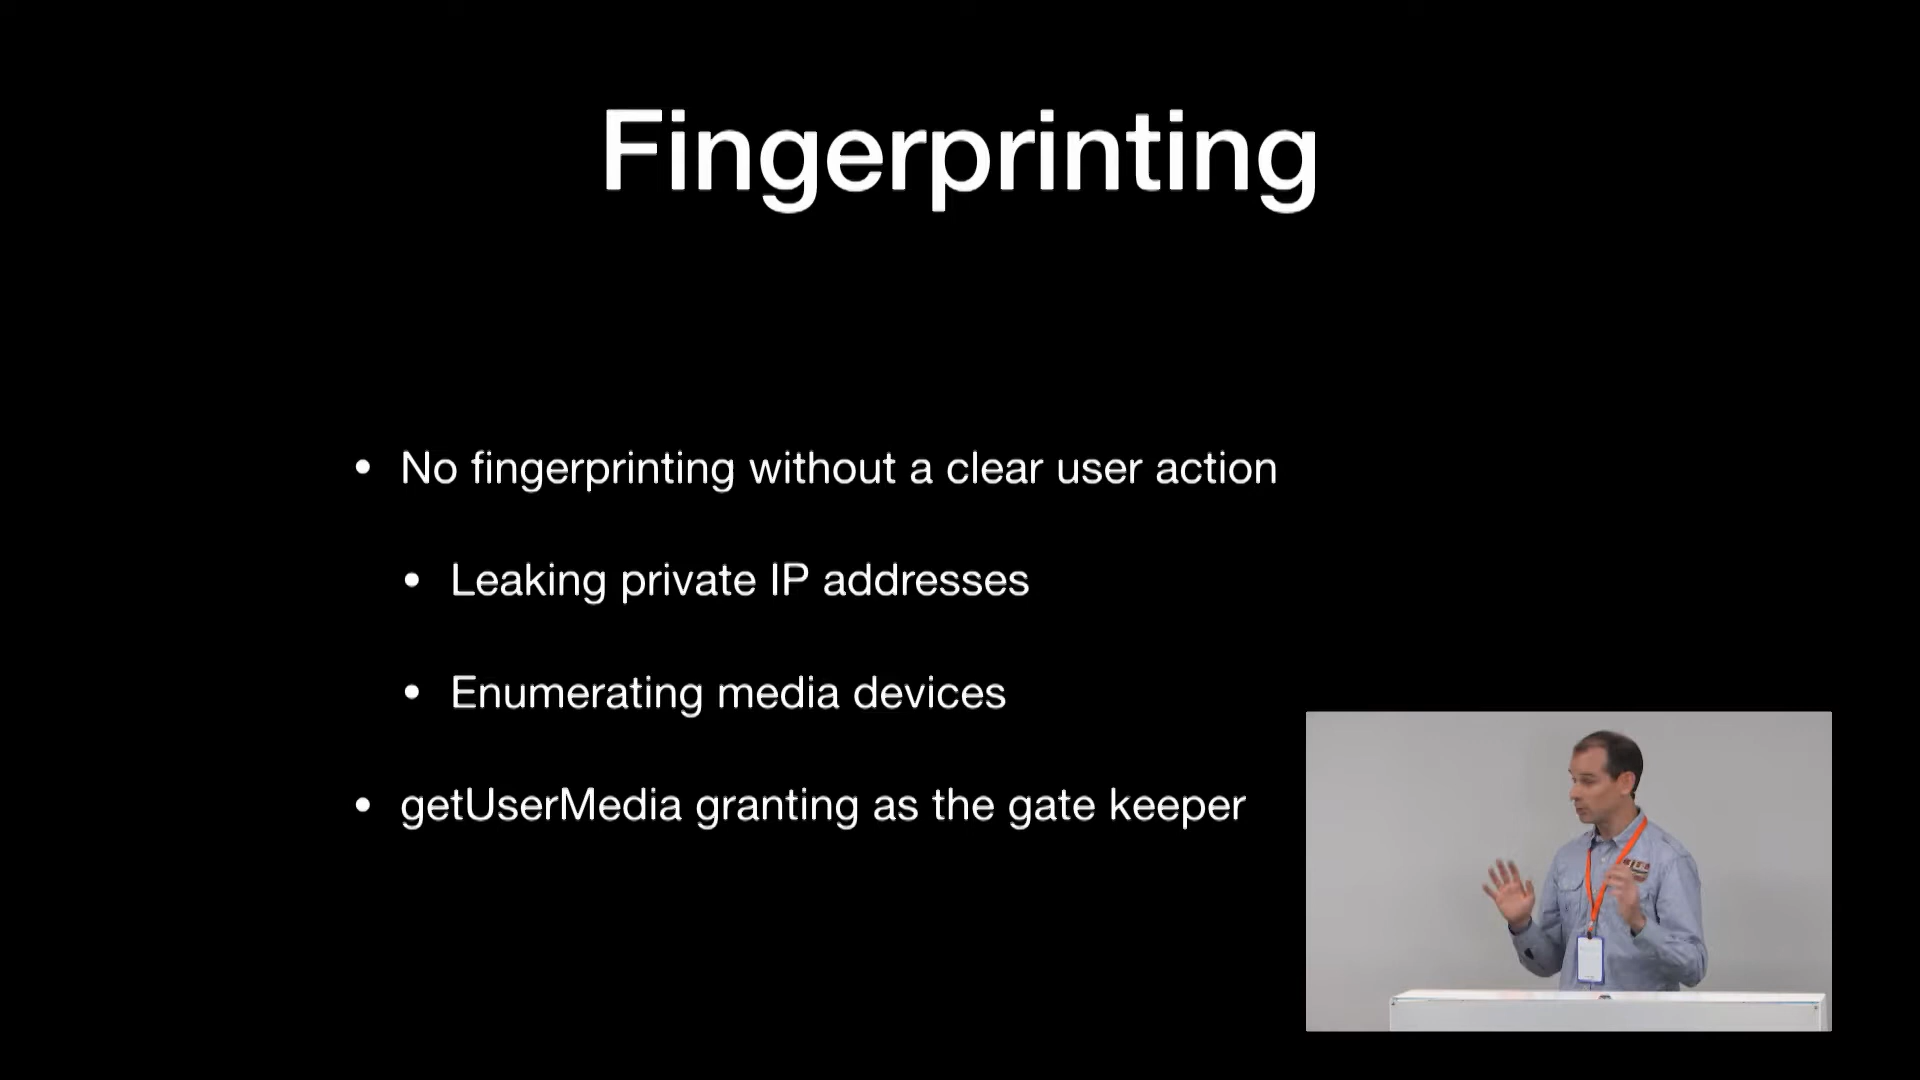 Fingerprinting
• No fingerprinting without a clear user action
• Leaking private IP addresses
• Enumerating media devices
• getUserMedia granting as the gate keeper